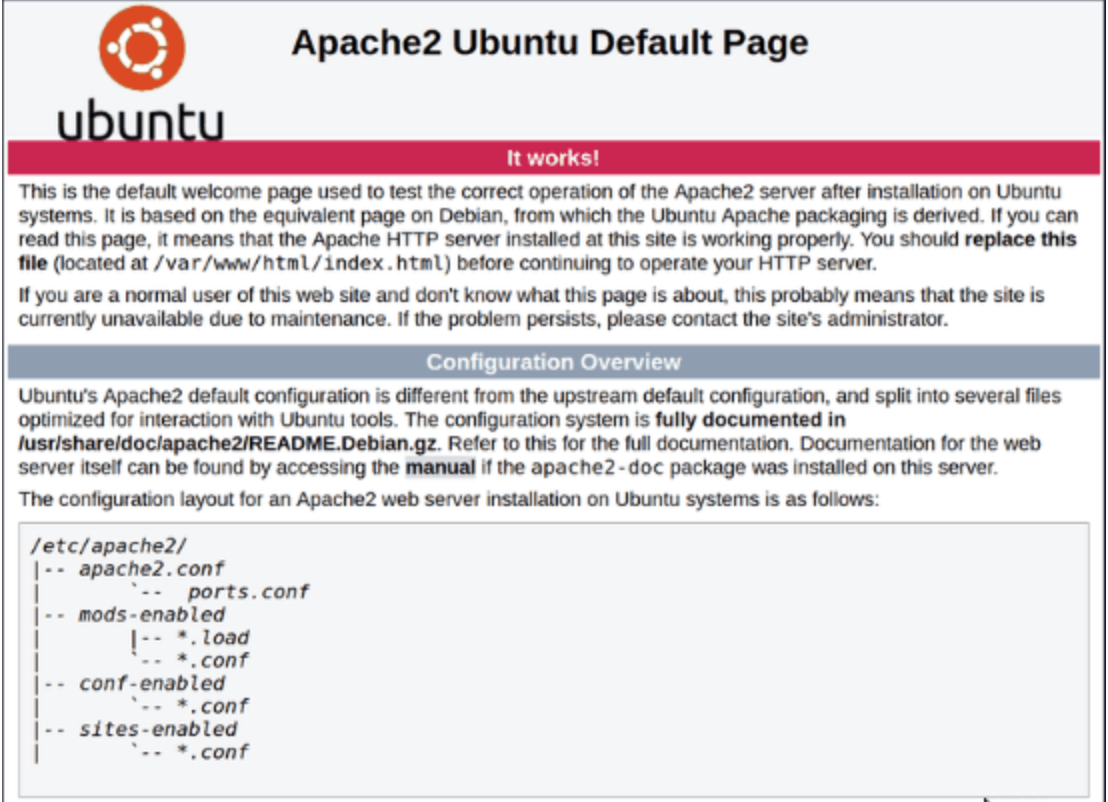 Apache2 Ubuntu Default Page
ubuntu
It works!
This is the default welcome page used to test the correct operation of the Apache2 server after installation on Ubuntu
systems. It is based on the equivalent page on Debian, from which the Ubuntu Apache packaging is derived. If you can
read this page, it means that the Apache HTTP server installed at this site is working properly. You should replace this
file (located at /var/www/html/index.html) before continuing to operate your HTTP server.
If you are a normal user of this web site and don't know what this page is about, this probably means that the site is
currently unavailable due to maintenance. If the problem persists, please contact the site's administrator.
Configuration Overview
Ubuntu's Apache2 default configuration is different from the upstream default configuration, and split into several files
optimized for interaction with Ubuntu tools. The configuration system is fully documented in
/usr/share/doc/apache2/README.Debian.gz. Refer to this for the full documentation. Documentation for the web
server itself can be found by accessing the manual if the apache2-doc package was installed on this server.
The configuration layout for an Apache2 web server installation on Ubuntu systems is as follows:
/etc/apache2/
|-- apache2.conf
|       `--  ports.conf
|-- mods-enabled
|       |-- *.load
|       `-- *.conf
|-- conf-enabled
|       `-- *.conf
|-- sites-enabled
|       `-- *.conf